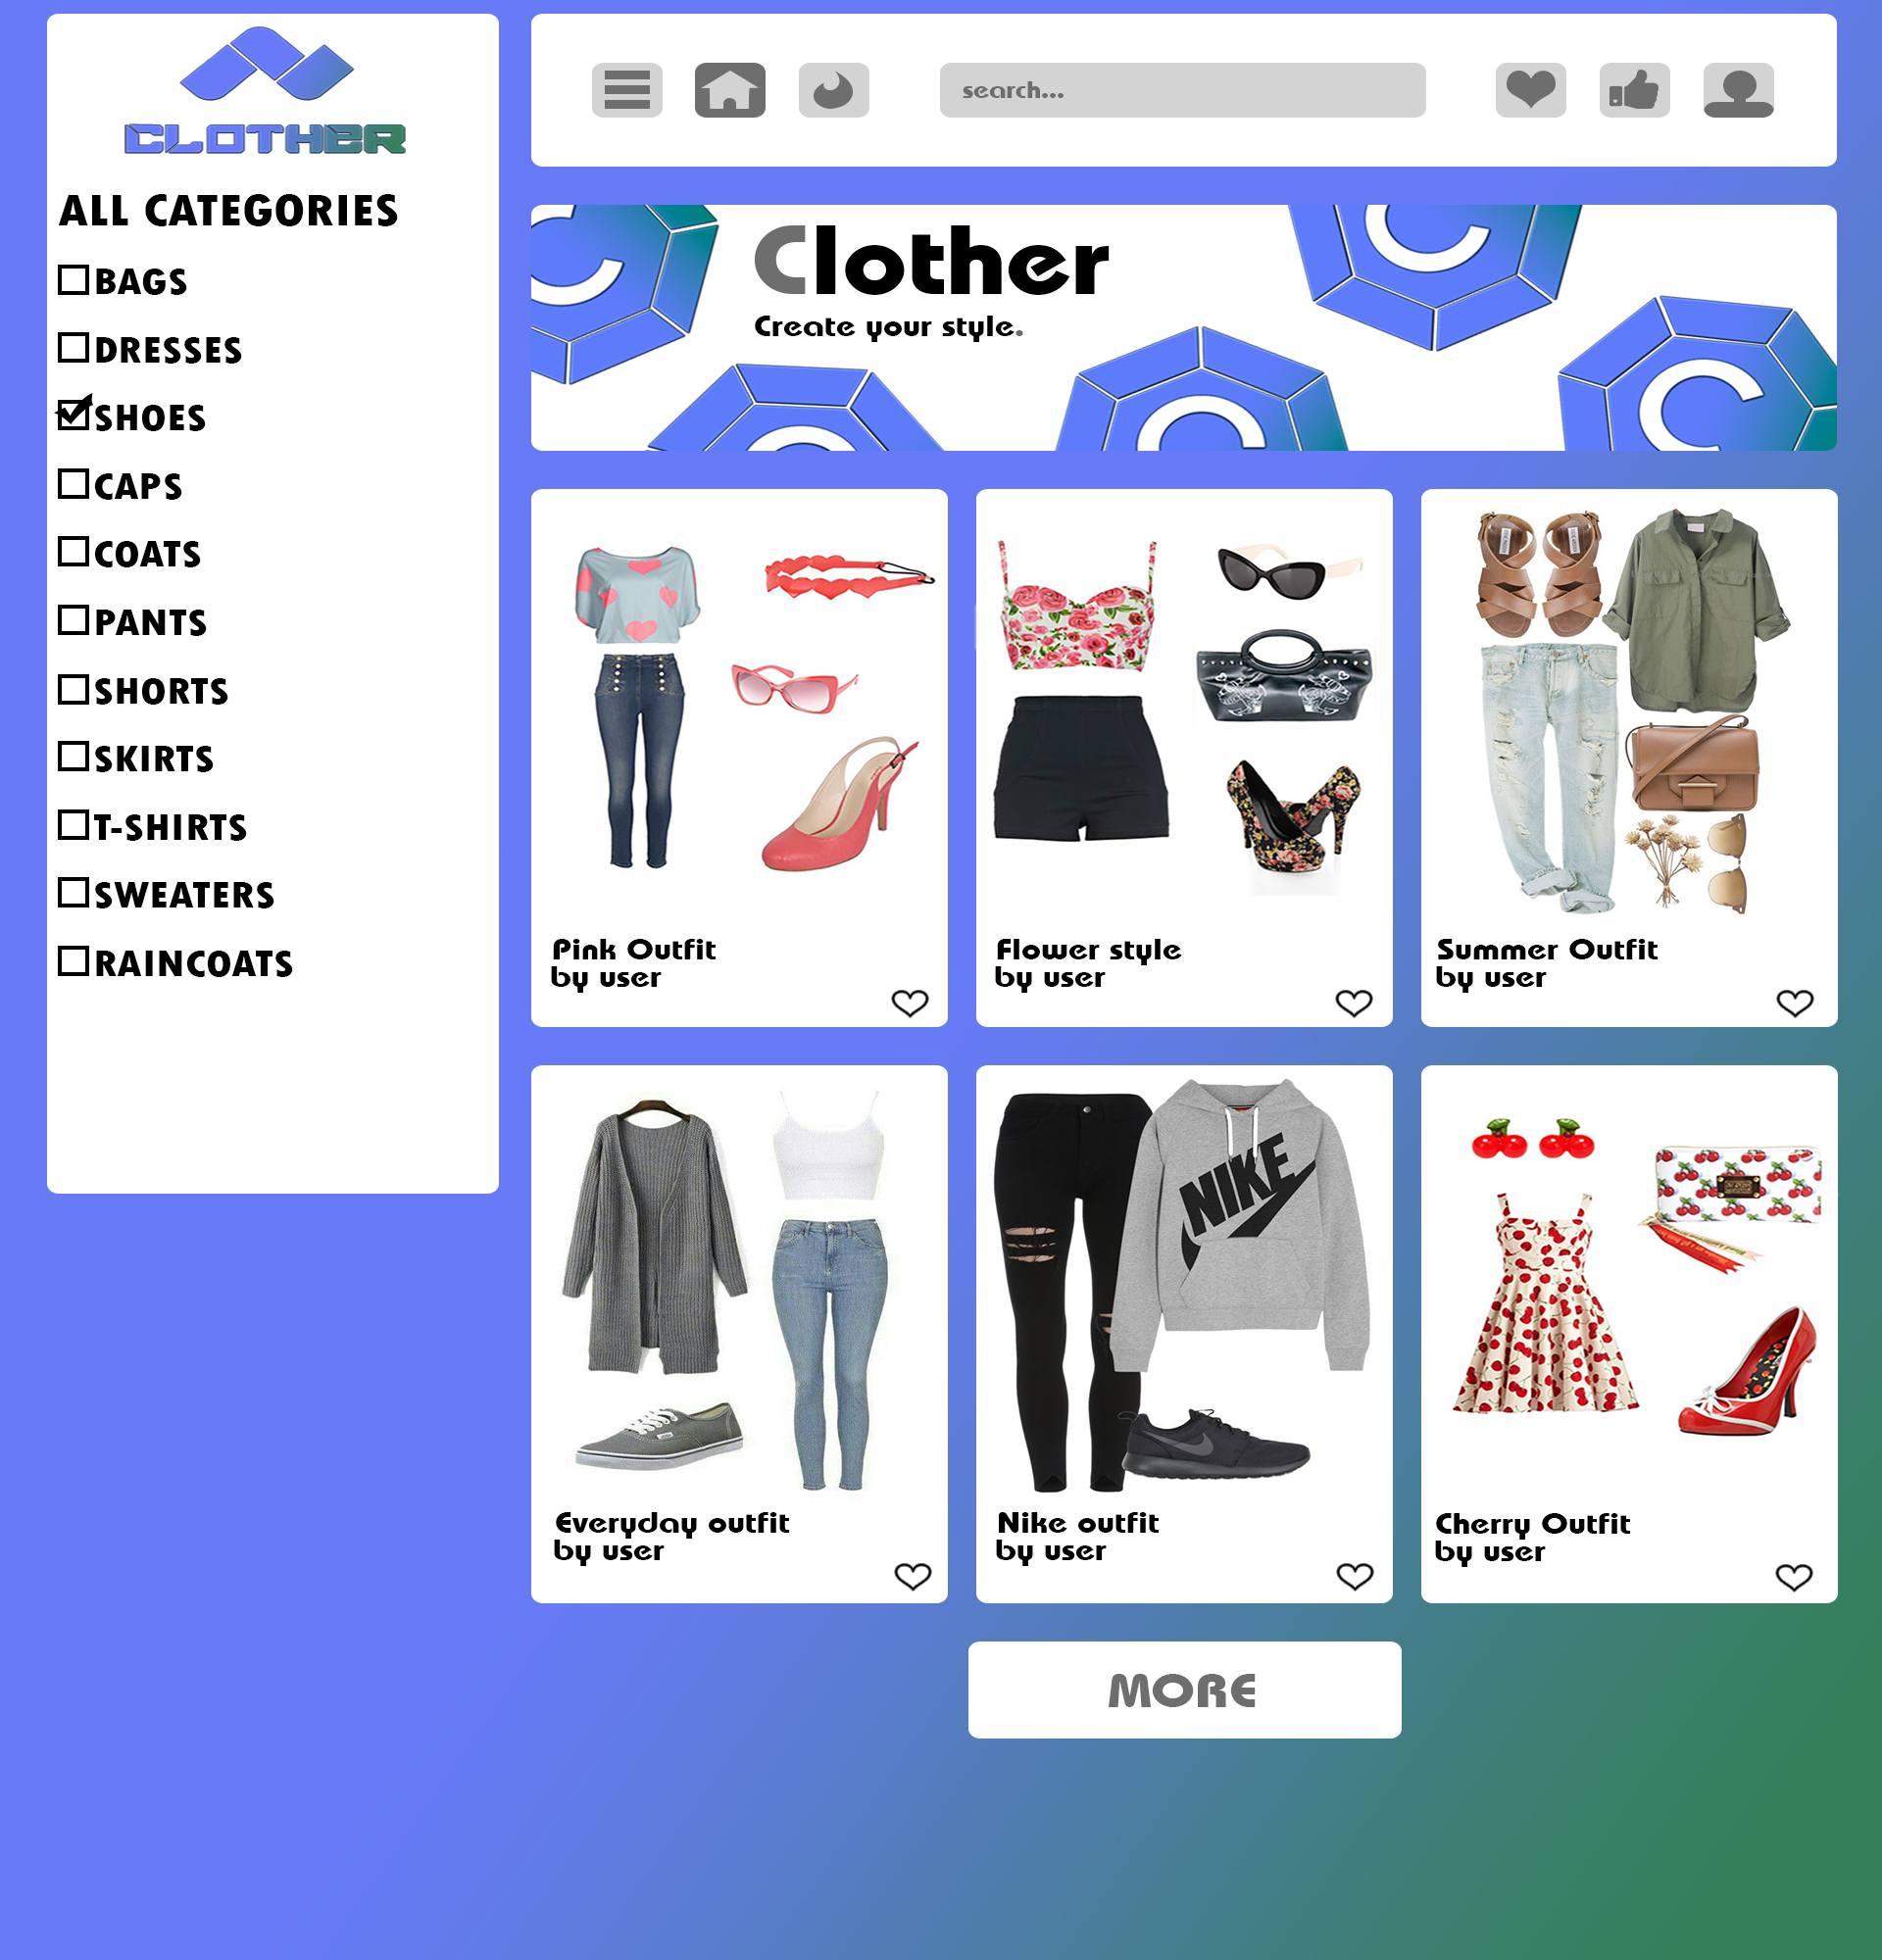 CLOTHER
ALL CATEGORIES
BAGS
DRESSES
SHOES
CAPS
COATS
PANTS
SHORTS
SKIRTS
T-SHIRTS
SWEATERS
RAINCOATS
search...
Clother
Create your style.
C
C
C
C
C
Pink Outfit
by user
Flower style
by user
Summer Outfit
by user
Everyday outfit
by user
NIKE
Nike outfit
by user
Cherry Outfit
by user
MORE